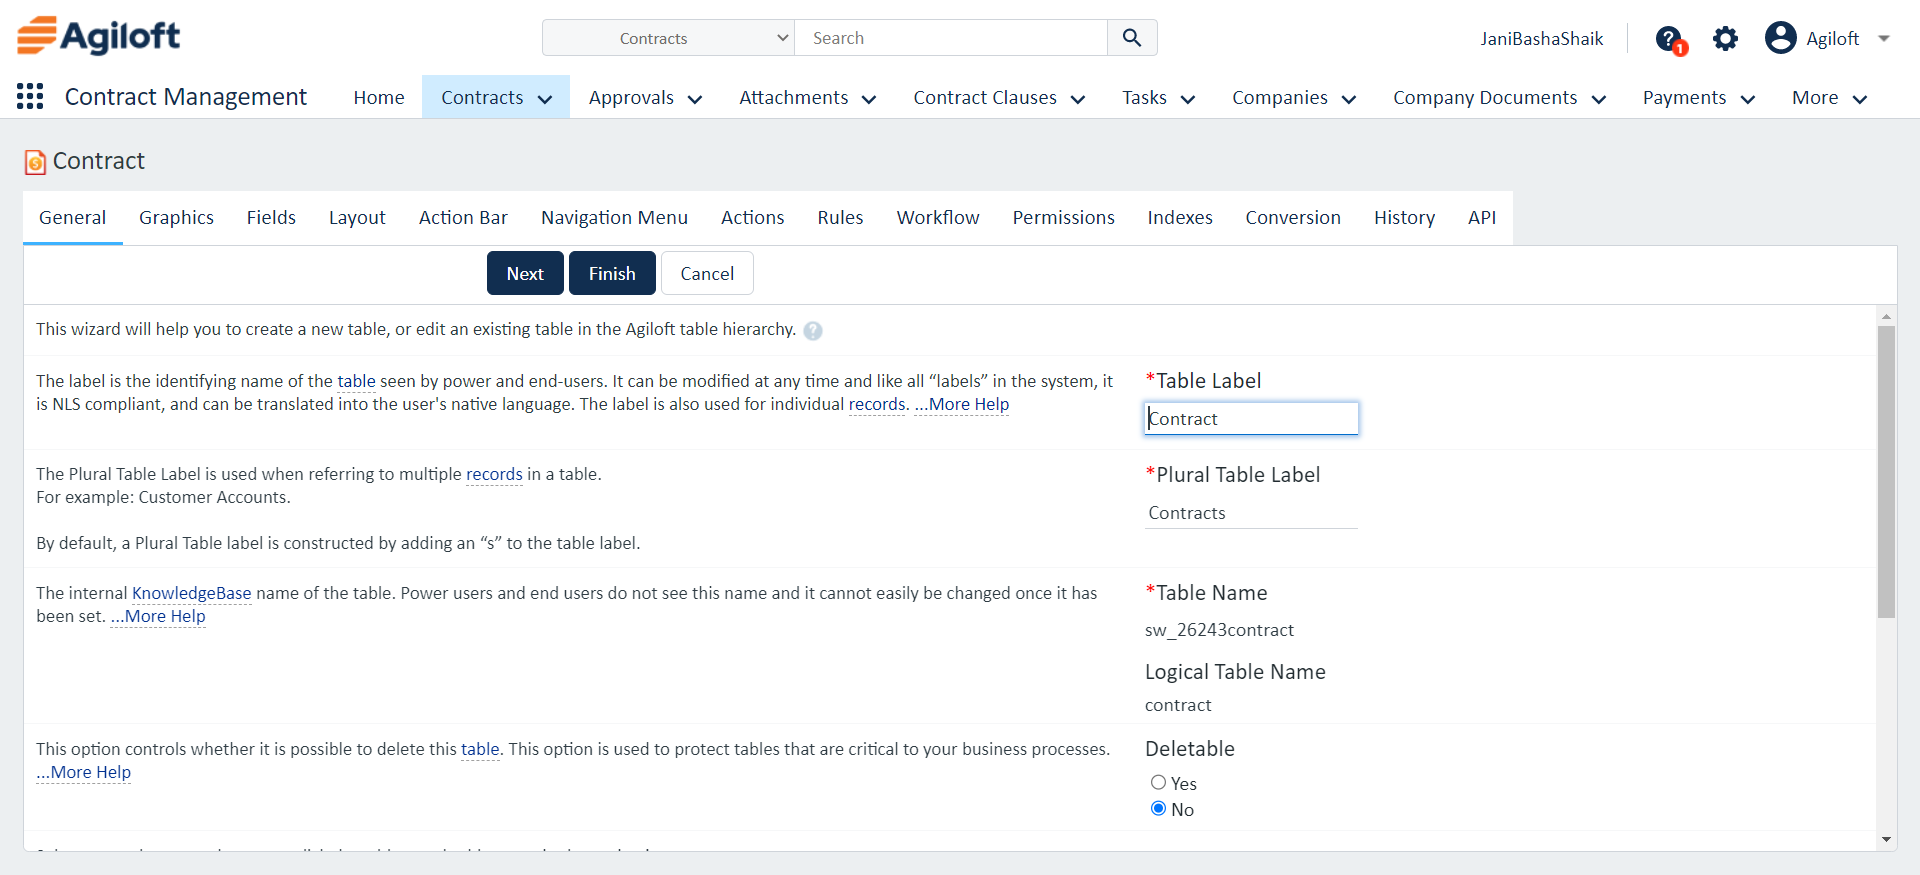 Agiloft
Contracts
Search
JaniBashaShaik
1
Agiloft
Contract Management
Home
Contracts
Approvals
Attachments
Contract Clauses
Tasks
Companies
Company Documents
Payments
More
Contract
General
Graphics
Fields
Layout
Action Bar
Navigation Menu
Actions
Rules
Workflow
Permissions
Indexes
Conversion
History
API
Next
Finish
Cancel
This wizard will help you to create a new table, or edit an existing table in the Agiloft table hierarchy. ?
The label is the identifying name of the table seen by power and end-users. It can be modified at any time and like all “labels” in the system, it
is NLS compliant, and can be translated into the user's native language. The label is also used for individual records. ...More Help
*Table Label
Contract
The Plural Table Label is used when referring to multiple records in a table.
For example: Customer Accounts.
By default, a Plural Table label is constructed by adding an “s” to the table label.
*Plural Table Label
Contracts
The internal KnowledgeBase name of the table. Power users and end users do not see this name and it cannot easily be changed once it has
been set. ...More Help
*Table Name
sw_26243contract
Logical Table Name
contract
This option controls whether it is possible to delete this table. This option is used to protect tables that are critical to your business processes.
...More Help
Deletable
Yes
No